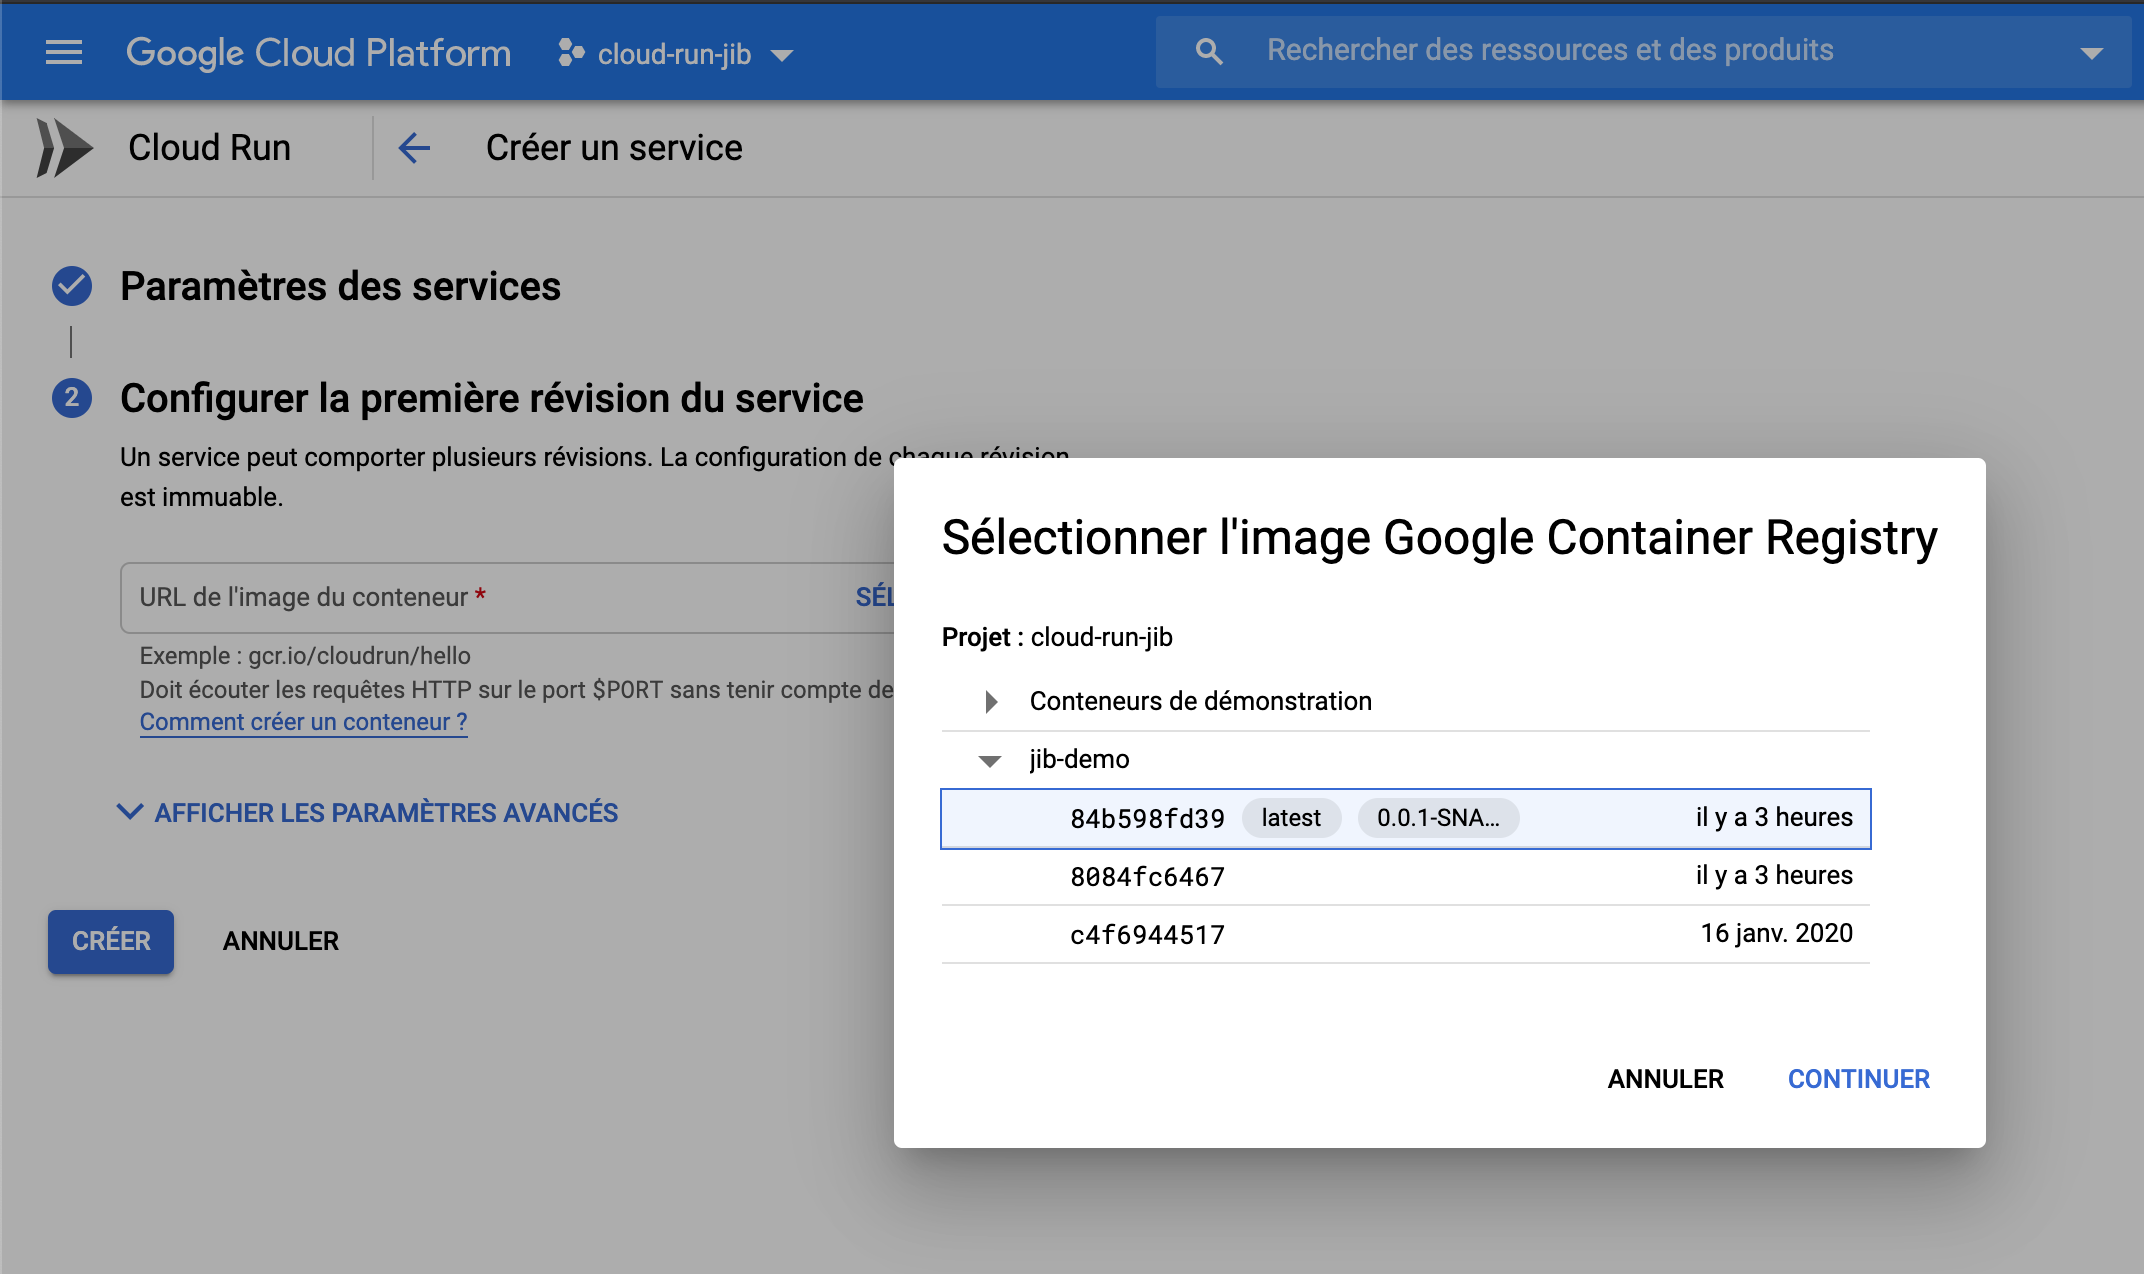 Google Cloud Platform cloud-run-jib Rechercher des ressources et des produits
Cloud Run Créer un service
Paramètres des services
2 Configurer la première révision du service
Un service peut comporter plusieurs révisions. La configuration de chaque révision
est immuable.
URL de l'image du conteneur * SÉL
Exemple : gcr.io/cloudrun/hello
Doit écouter les requêtes HTTP sur le port $PORT sans tenir compte de
Comment créer un conteneur ?
AFFICHER LES PARAMÈTRES AVANCÉS
CRÉER ANNULER
Sélectionner l'image Google Container Registry
Projet : cloud-run-jib
Conteneurs de démonstration
jib-demo
84b598fd39 latest 0.0.1-SNA... il y a 3 heures
8084fc6467 il y a 3 heures
c4f6944517 16 janv. 2020
ANNULER CONTINUER